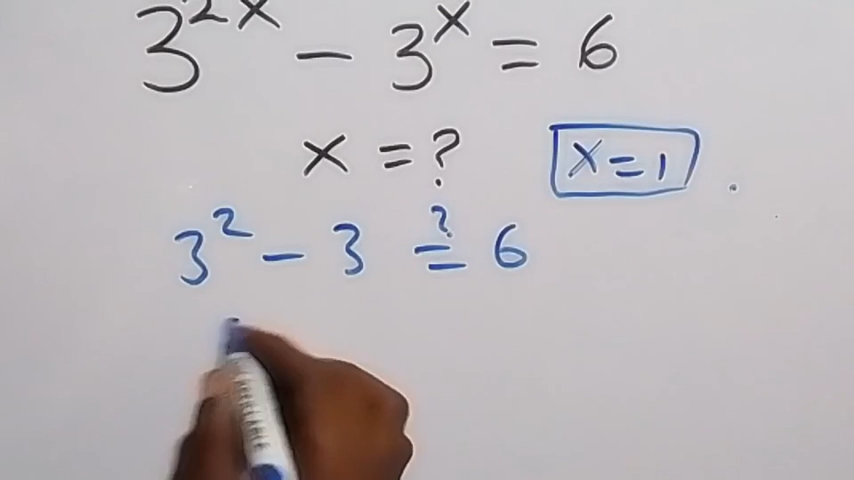 3^{2x} - 3^x = 6
x = ?
x = 1
3^2 - 3 ≟ 6